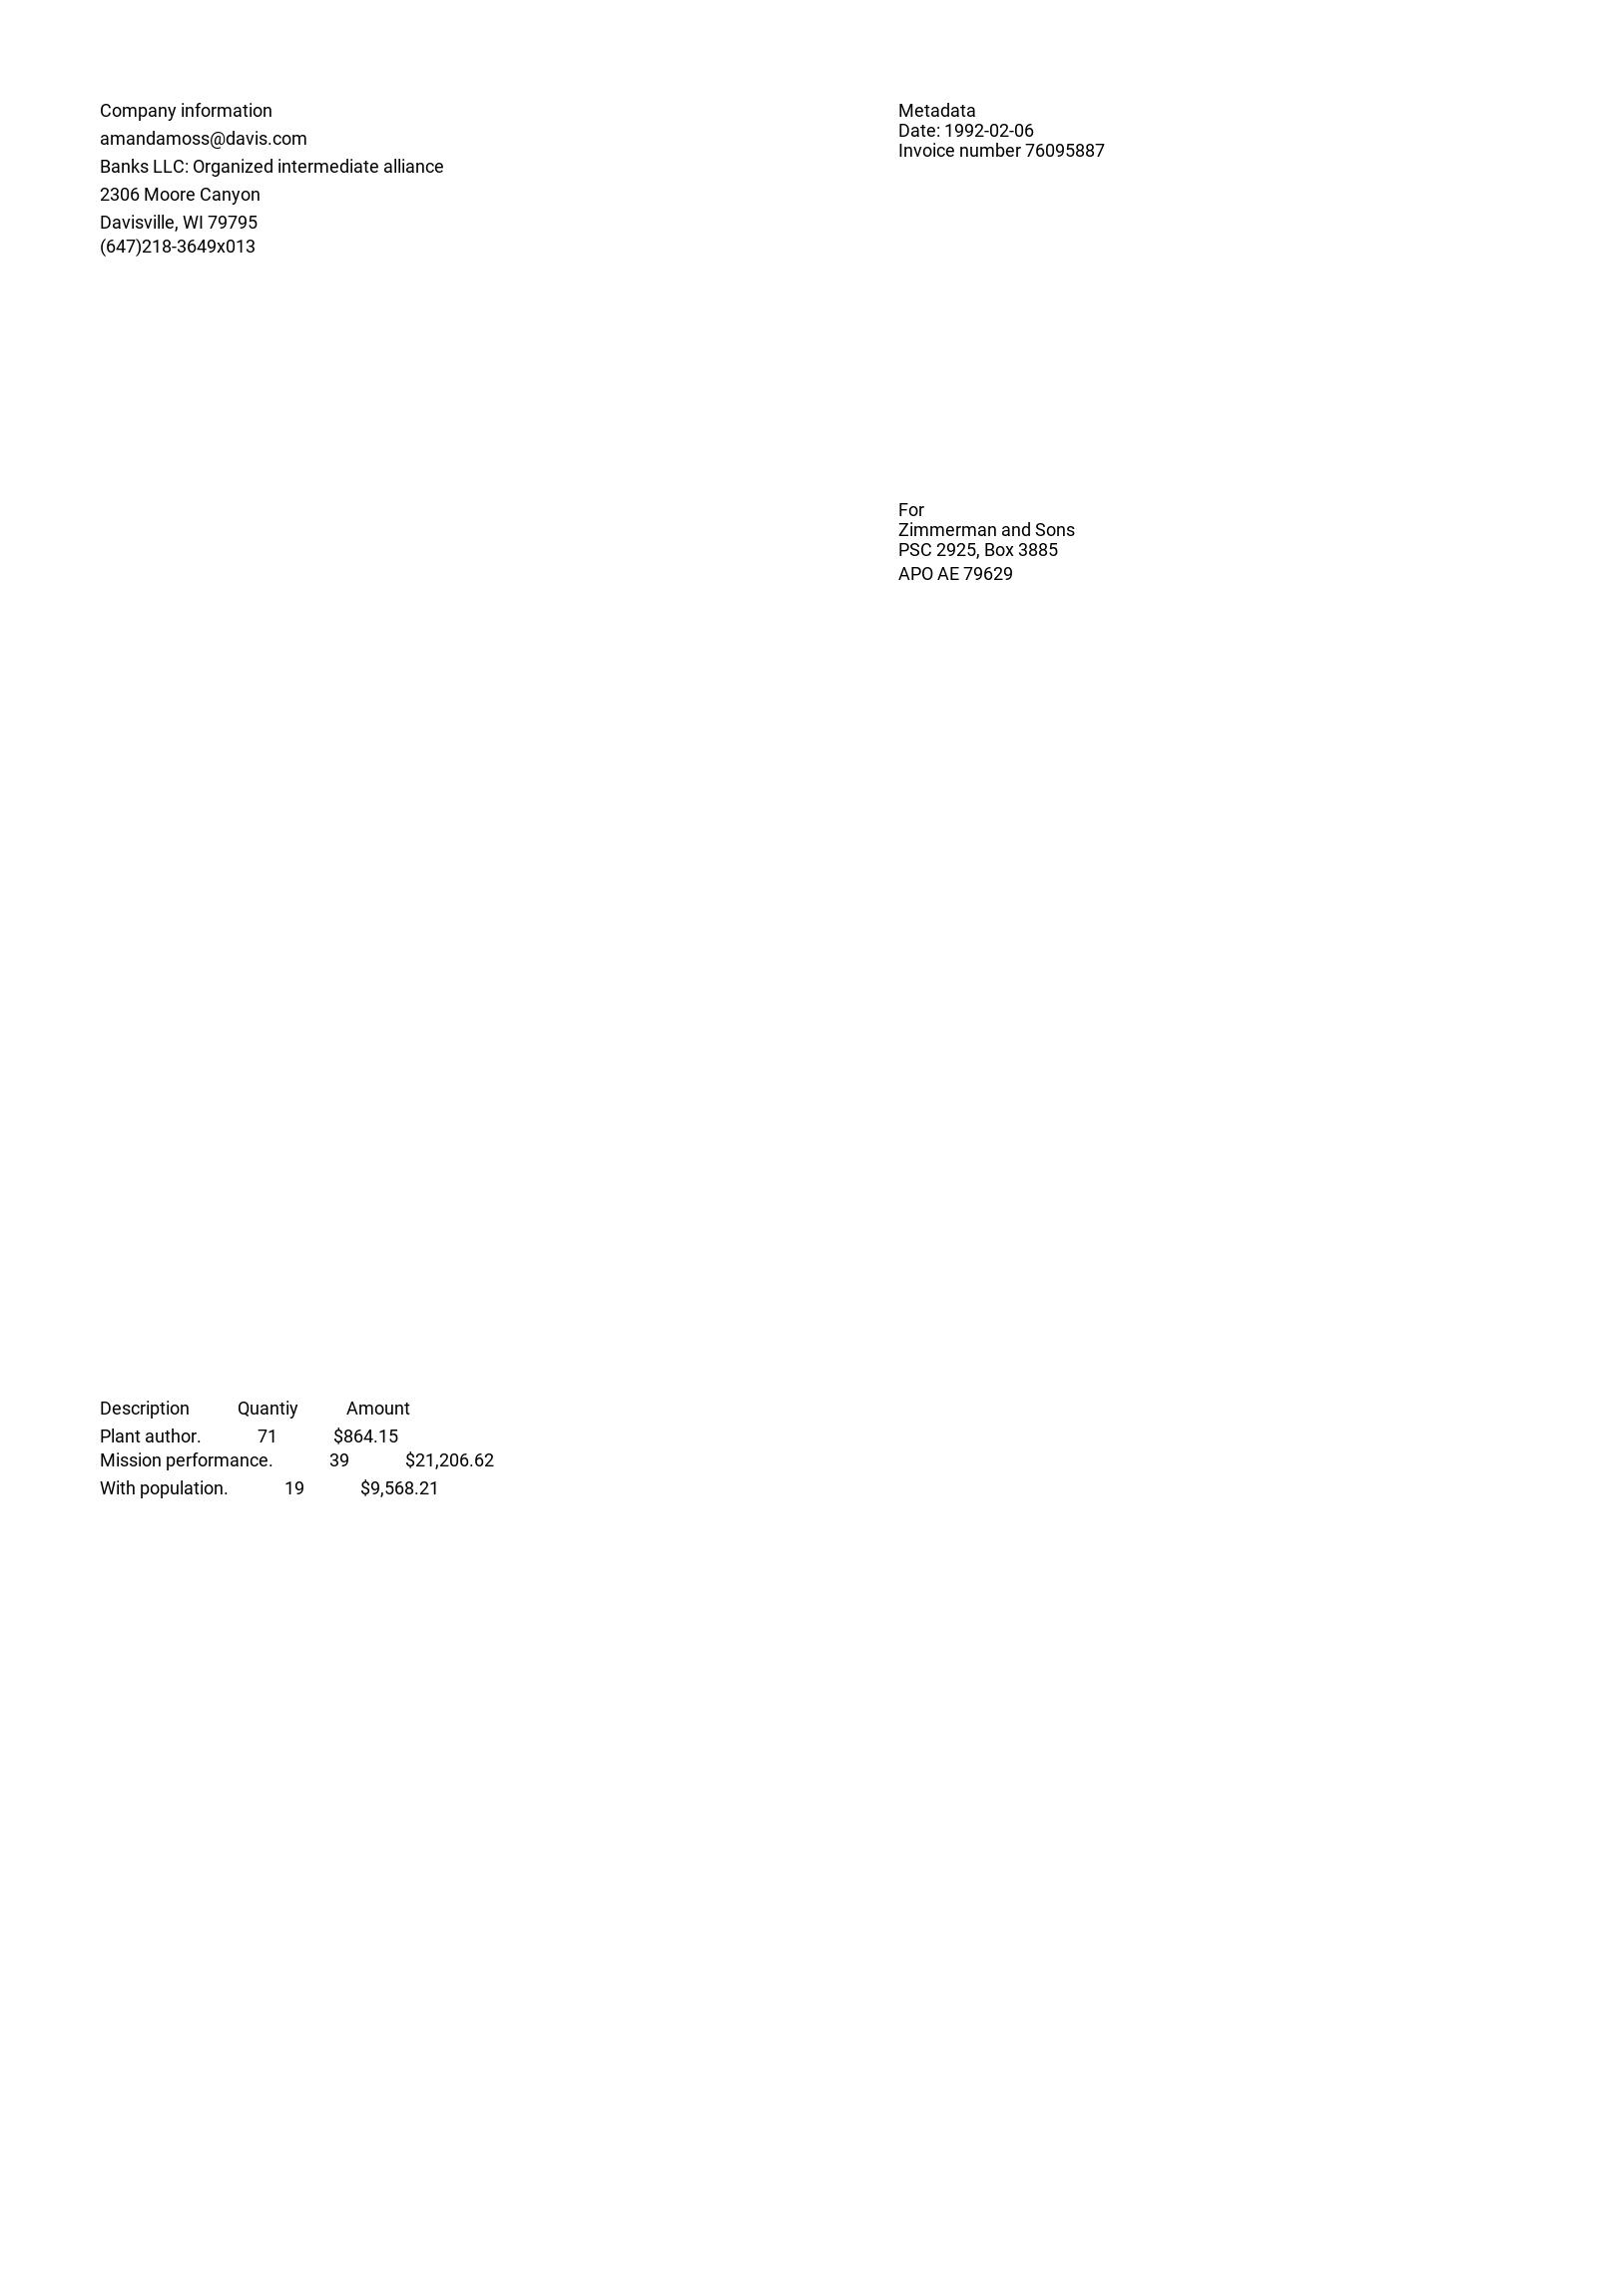 Company information
amandamoss@davis.com
Banks LLC: Organized intermediate alliance
2306 Moore Canyon
Davisville, WI 79795
(647)218-3649x013
Metadata
Date: 1992-02-06
Invoice number 76095887
For
Zimmerman and Sons
PSC 2925, Box 3885
APO AE 79629
Description Quantiy Amount
Plant author. 71 $864.15
Mission performance. 39 $21,206.62
With population. 19 $9,568.21